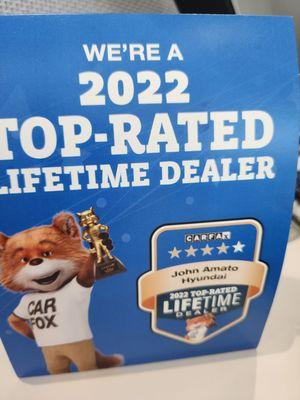 WE'RE A
2022
TOP-RATED
LIFETIME DEALER
CAR
FOX
CARFAX
John Amato
Hyundai
2022 TOP-RATED
LIFETIME
DEALER